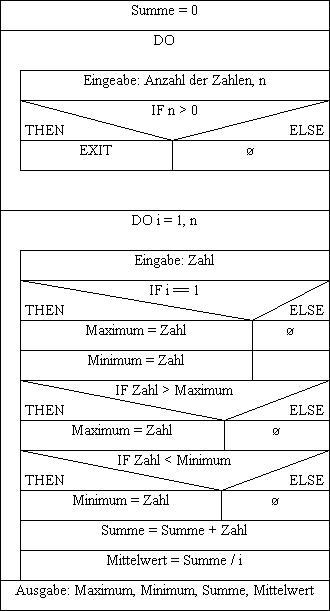 Summe = 0
DO
Eingeabe: Anzahl der Zahlen, n
IF n > 0
THEN ELSE
EXIT ø
DO i = 1, n
Eingabe: Zahl
IF i == 1
THEN ELSE
Maximum = Zahl ø
Minimum = Zahl
IF Zahl > Maximum
THEN ELSE
Maximum = Zahl ø
IF Zahl < Minimum
THEN ELSE
Minimum = Zahl ø
Summe = Summe + Zahl
Mittelwert = Summe / i
Ausgabe: Maximum, Minimum, Summe, Mittelwert